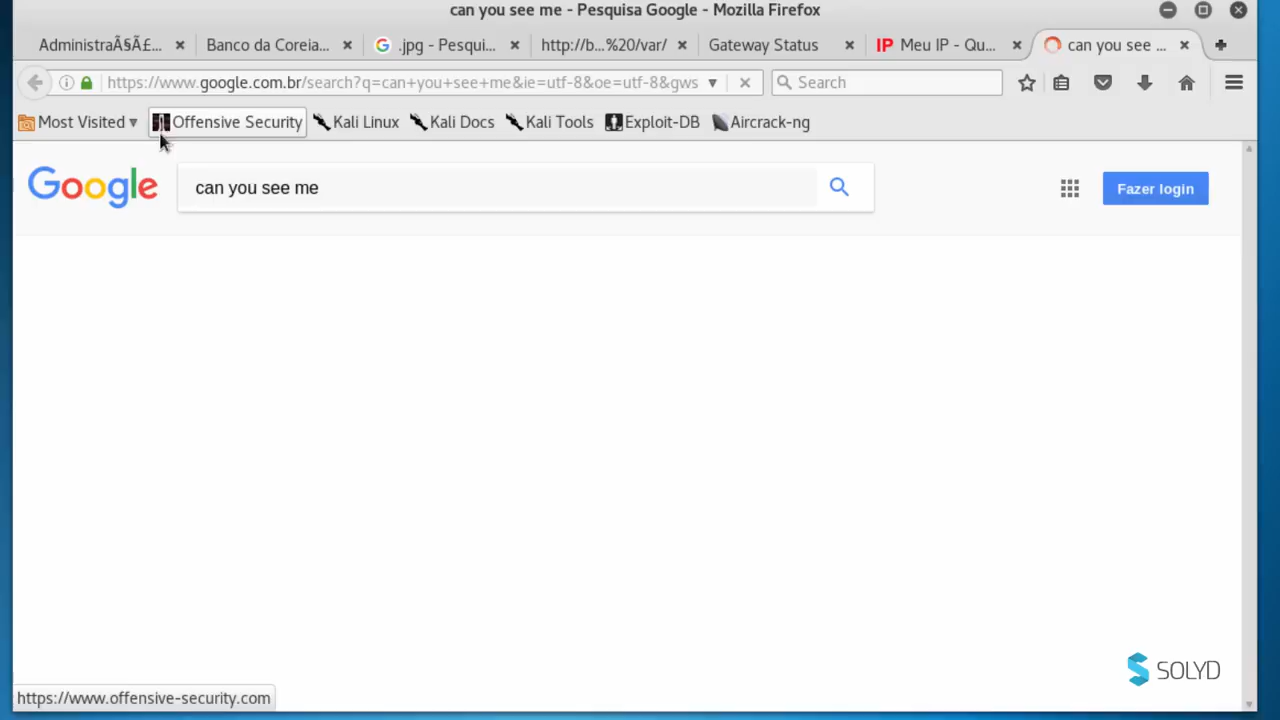 can you see me - Pesquisa Google - Mozilla Firefox
AdministraÃ§Ã£... Banco da Coreia... .jpg - Pesqui... http://b...%20/var/ Gateway Status IP Meu IP - Qu... can you see ...
https://www.google.com.br/search?q=can+you+see+me&ie=utf-8&oe=utf-8&gws Search
Most Visited Offensive Security Kali Linux Kali Docs Kali Tools Exploit-DB Aircrack-ng
Google can you see me Fazer login
SOLYD
https://www.offensive-security.com